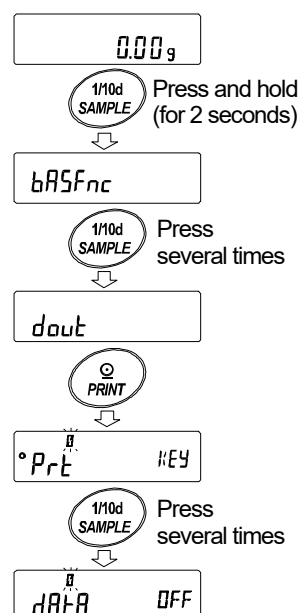 0.00 g
1/10d
SAMPLE
Press and hold
(for 2 seconds)
bASFnc
1/10d
SAMPLE
Press
several times
dout
PRINT
°Prt KEY
1/10d
SAMPLE
Press
several times
dAtA OFF